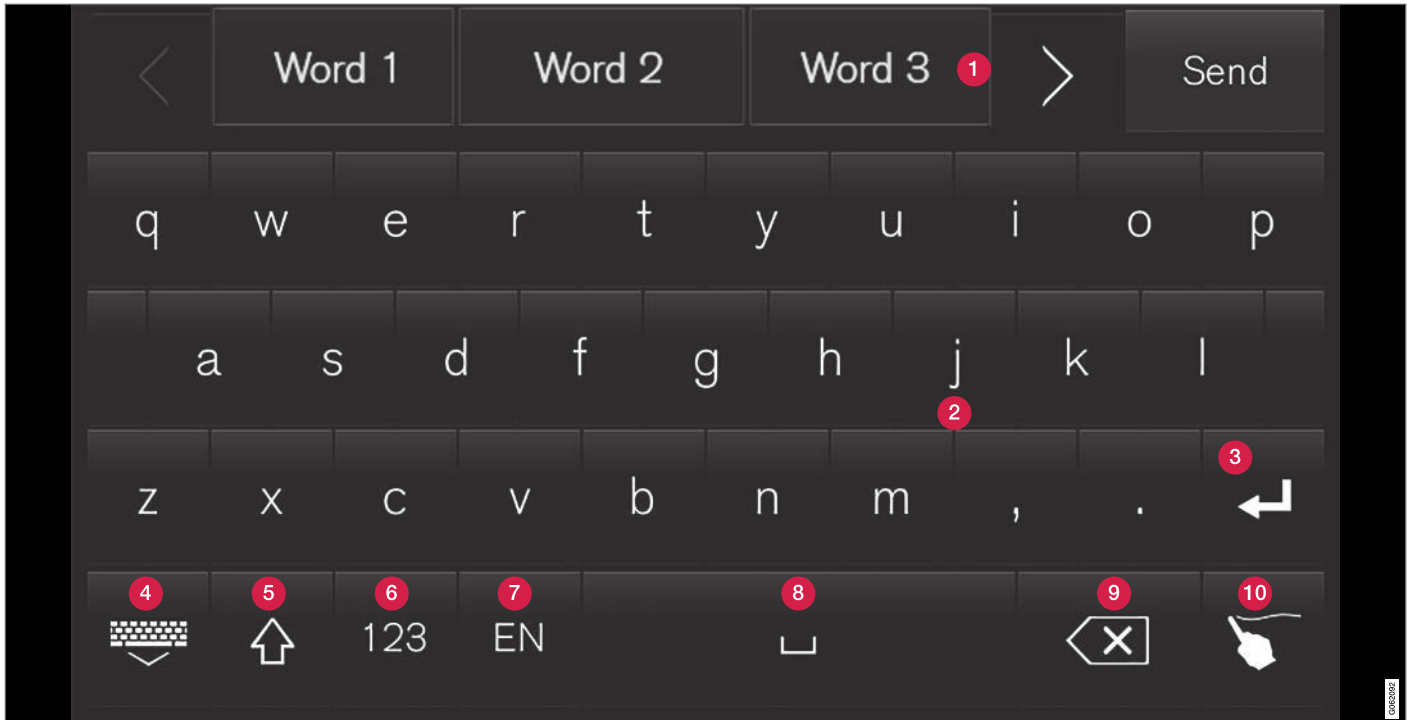 Word 1 Word 2 Word 3 1 Send
q w e r t y u i o p
a s d f g h j k l
2
3
z x c v b n m , .
4 5 6 7 8 9 10
123 EN
G062092